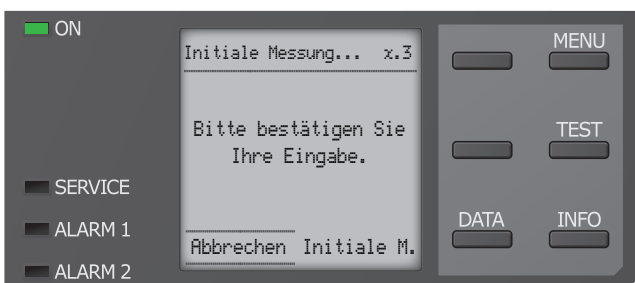 ON
SERVICE
ALARM 1
ALARM 2
Initiale Messung... x.3
Bitte bestätigen Sie
Ihre Eingabe.
Abbrechen Initiale M.
MENU
TEST
DATA INFO